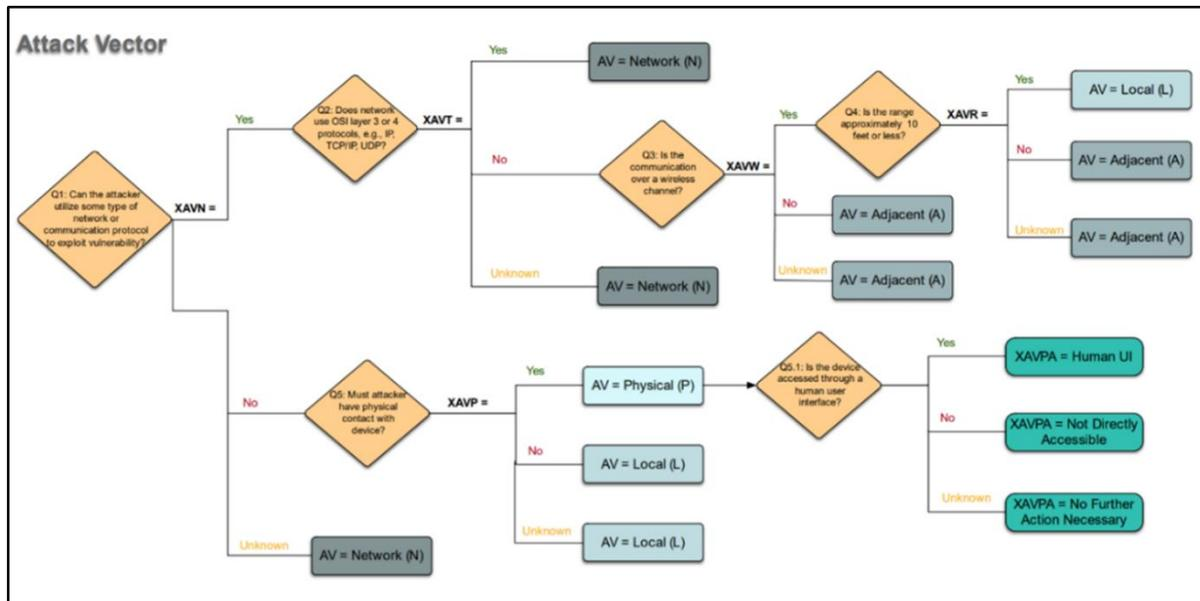 Attack Vector
Yes
AV = Network (N)
Q2: Does network
use OSI layer 3 or 4
protocols, e.g., IP,
TCP/IP, UDP?
Yes
XAVT =
No
Q3: Is the
communication
over a wireless
channel?
XAVW =
Yes
Q4: Is the range
approximately 10
feet or less?
XAVR =
Yes
AV = Local (L)
No
AV = Adjacent (A)
Unknown
AV = Adjacent (A)
No
AV = Adjacent (A)
Unknown
AV = Adjacent (A)
Unknown
AV = Network (N)
Q1: Can the attacker
utilize some type of
network or
communication protocol
to exploit vulnerability?
XAVN =
No
Q5: Must attacker
have physical
contact with
device?
XAVP =
Yes
AV = Physical (P)
Q5.1: Is the device
accessed through a
human user
interface?
Yes
XAVPA = Human UI
No
XAVPA = Not Directly
Accessible
Unknown
XAVPA = No Further
Action Necessary
No
AV = Local (L)
Unknown
AV = Local (L)
Unknown
AV = Network (N)